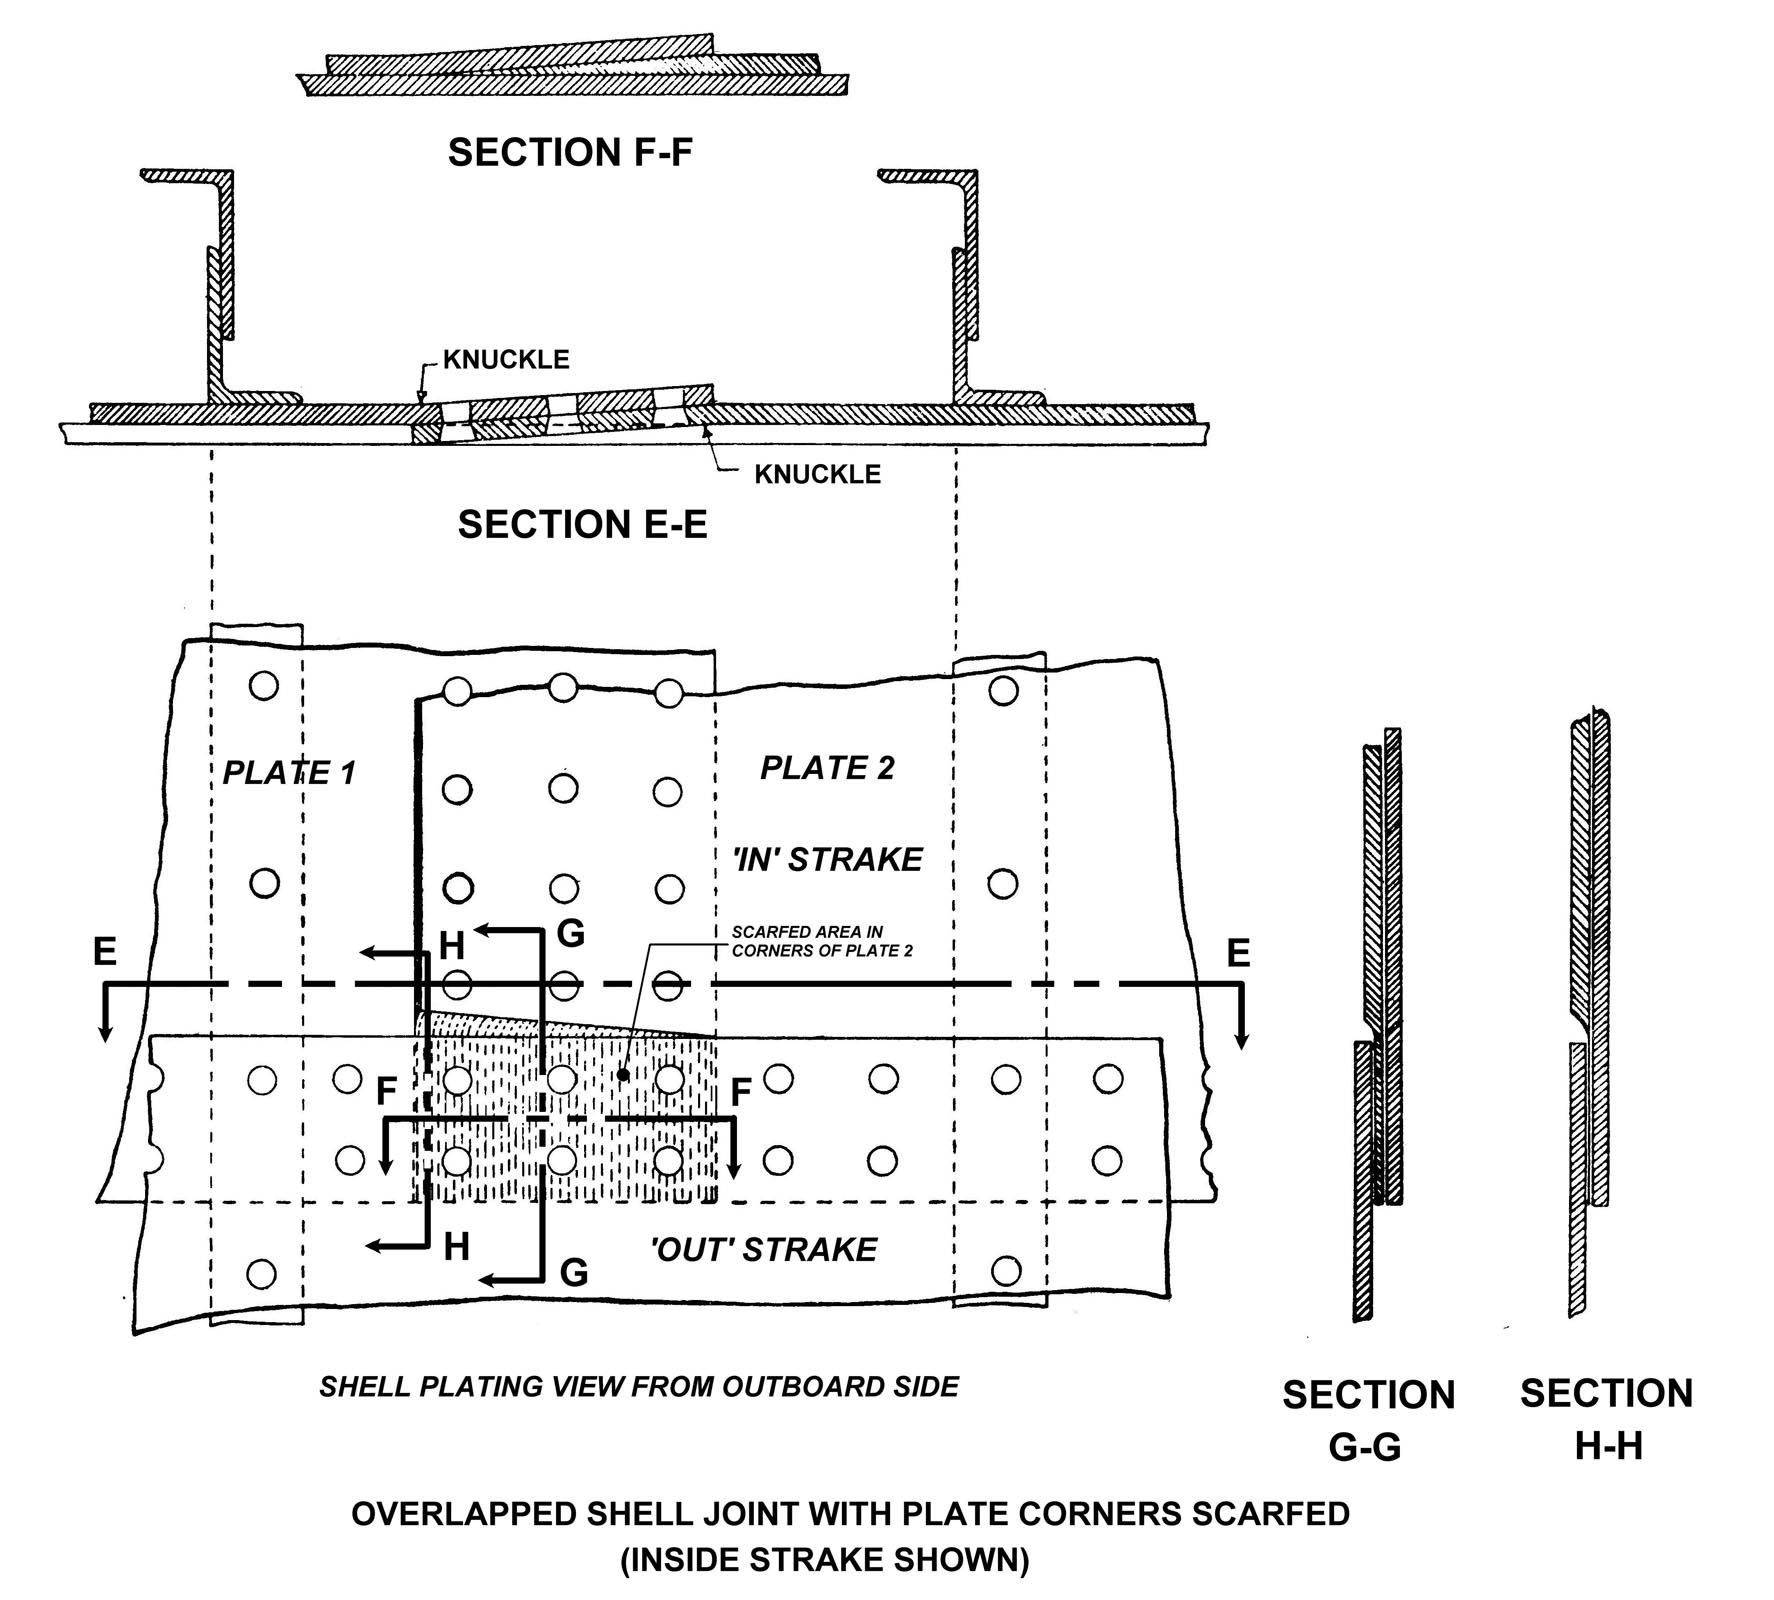 SECTION F-F
KNUCKLE
KNUCKLE
SECTION E-E
PLATE 1
PLATE 2
'IN' STRAKE
SCARFED AREA IN
CORNERS OF PLATE 2
E
H
G
E
F
F
H
G
'OUT' STRAKE
SHELL PLATING VIEW FROM OUTBOARD SIDE
SECTION
G-G
SECTION
H-H
OVERLAPPED SHELL JOINT WITH PLATE CORNERS SCARFED
(INSIDE STRAKE SHOWN)